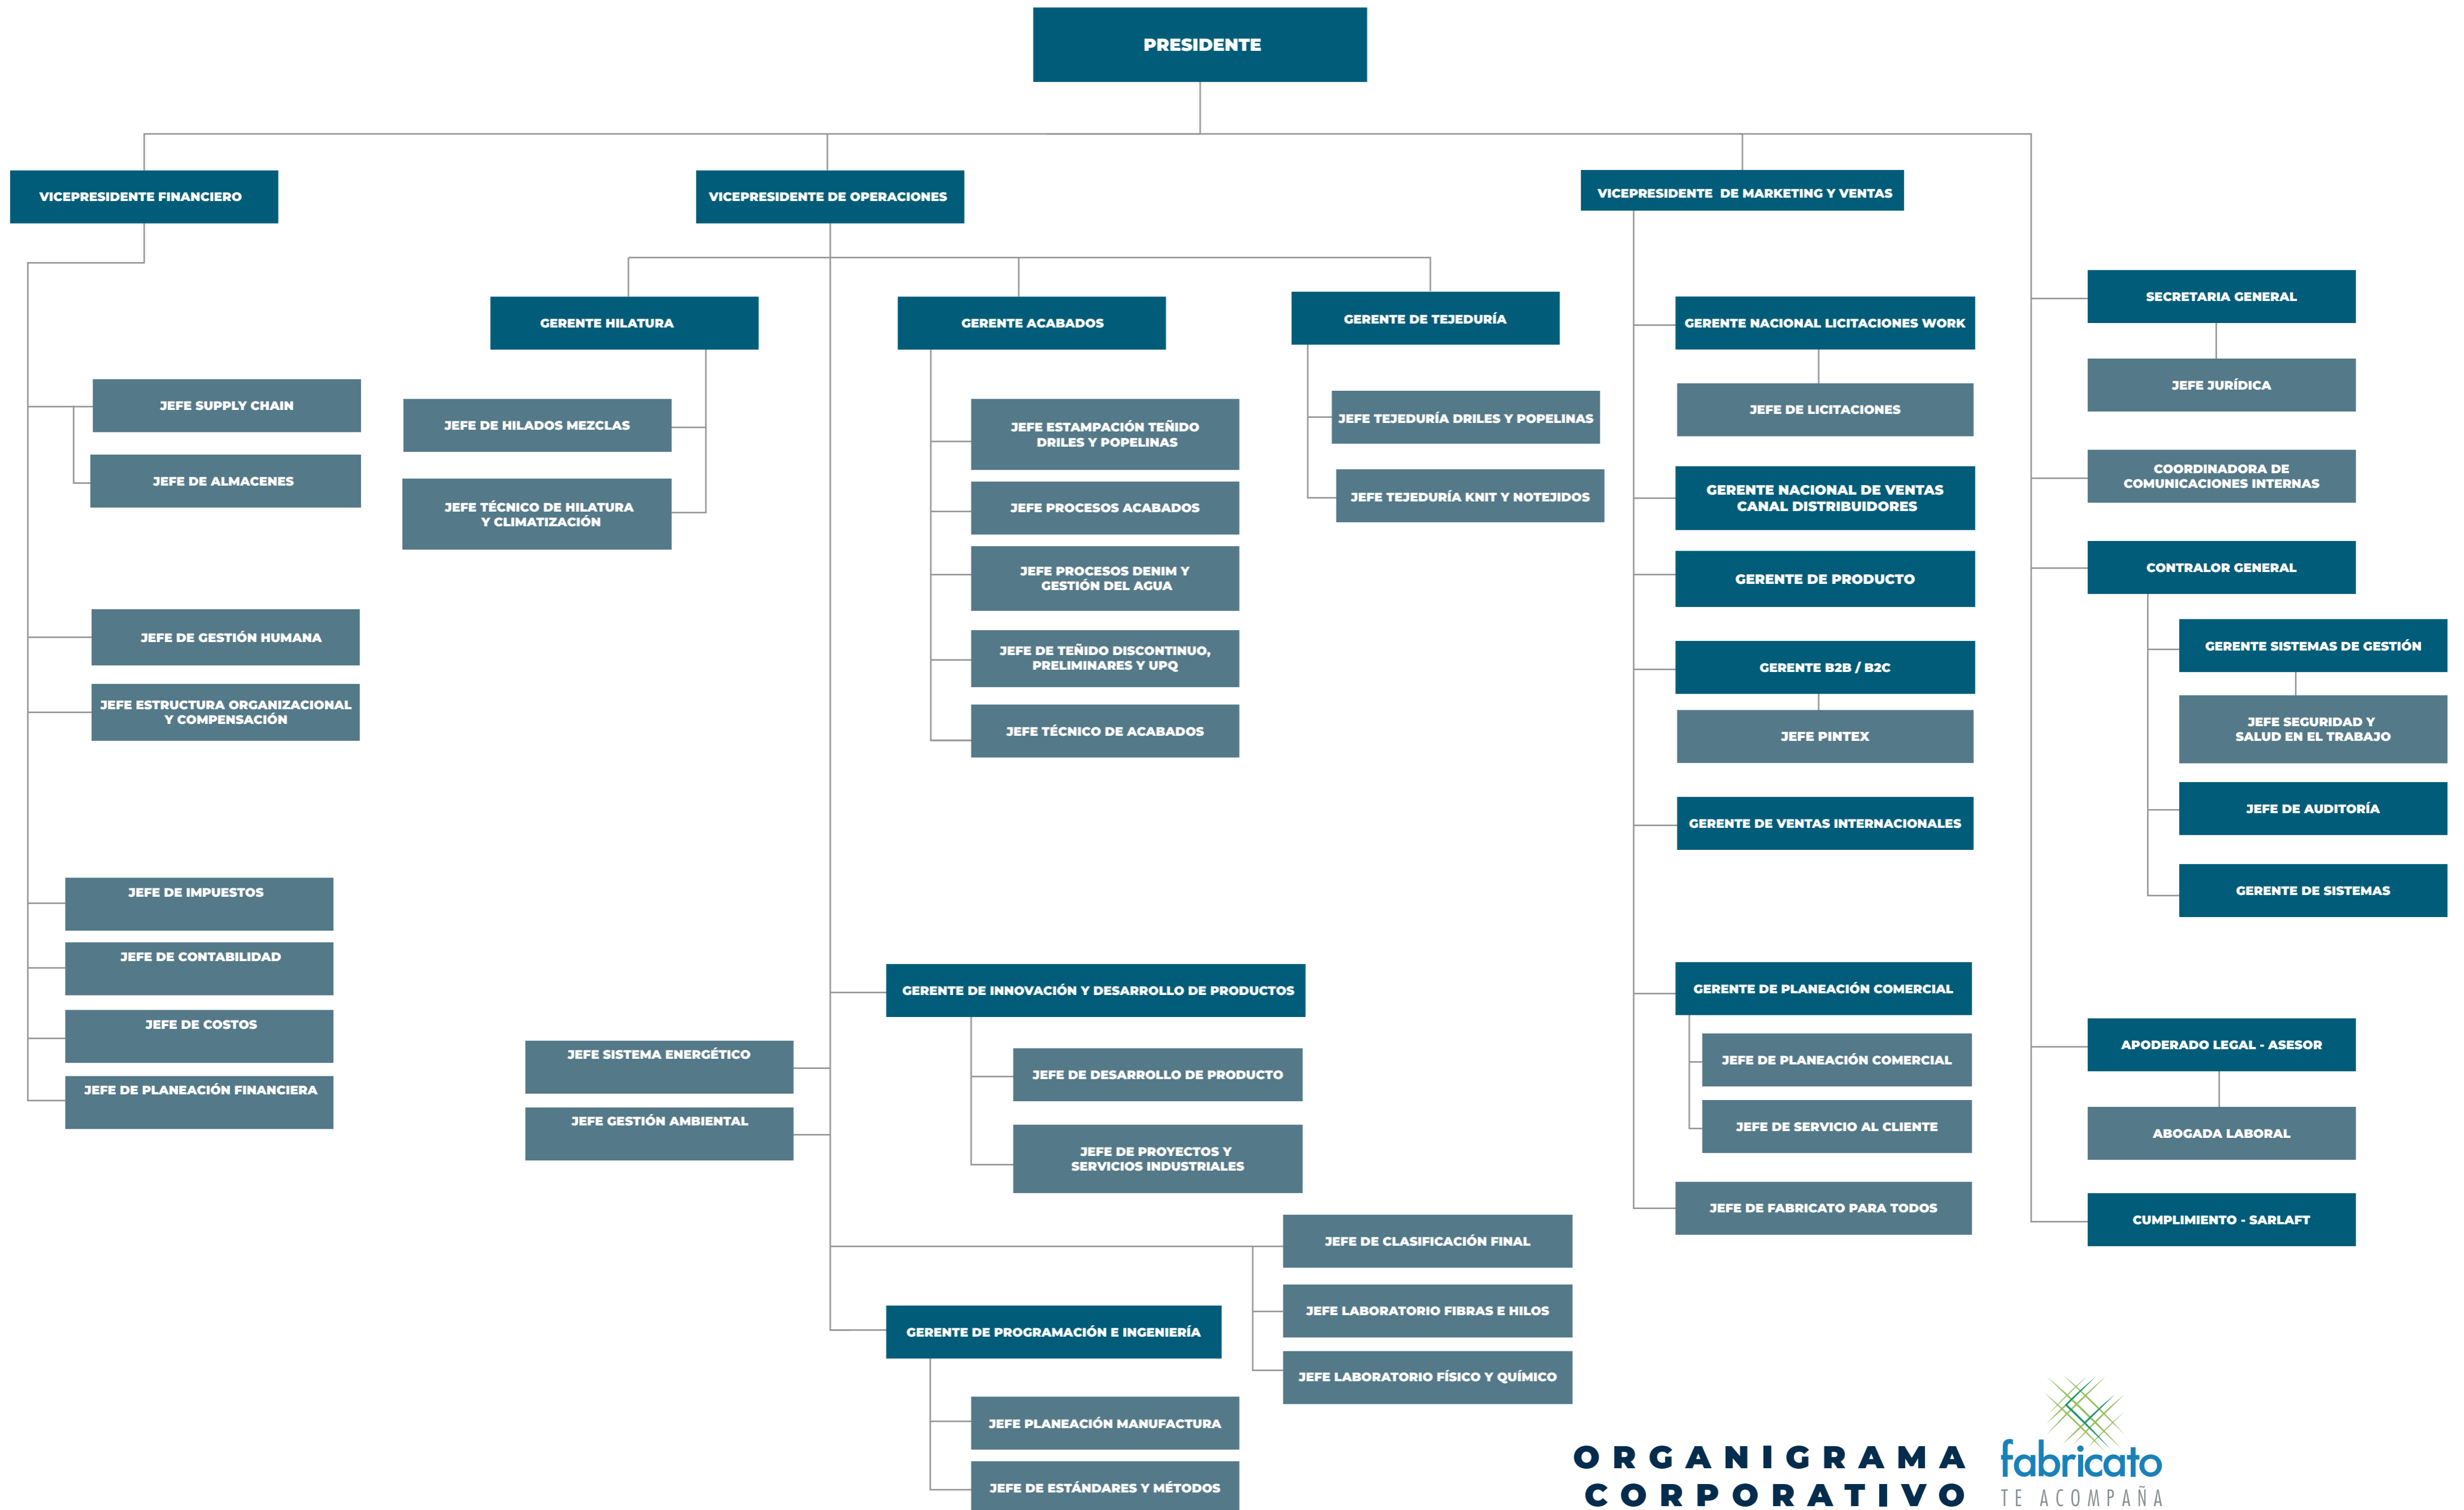 PRESIDENTE
VICEPRESIDENTE FINANCIERO
JEFE SUPPLY CHAIN
JEFE DE ALMACENES
JEFE DE GESTIÓN HUMANA
JEFE ESTRUCTURA ORGANIZACIONAL
Y COMPENSACIÓN
JEFE DE IMPUESTOS
JEFE DE CONTABILIDAD
JEFE DE COSTOS
JEFE DE PLANEACIÓN FINANCIERA
VICEPRESIDENTE DE OPERACIONES
GERENTE HILATURA
JEFE DE HILADOS MEZCLAS
JEFE TÉCNICO DE HILATURA
Y CLIMATIZACIÓN
GERENTE ACABADOS
JEFE ESTAMPACIÓN TEÑIDO
DRILES Y POPELINAS
JEFE PROCESOS ACABADOS
JEFE PROCESOS DENIM Y
GESTIÓN DEL AGUA
JEFE DE TEÑIDO DISCONTINUO,
PRELIMINARES Y UPQ
JEFE TÉCNICO DE ACABADOS
GERENTE DE TEJEDURÍA
JEFE TEJEDURÍA DRILES Y POPELINAS
JEFE TEJEDURÍA KNIT Y NOTEJIDOS
GERENTE DE INNOVACIÓN Y DESARROLLO DE PRODUCTOS
JEFE DE DESARROLLO DE PRODUCTO
JEFE DE PROYECTOS Y
SERVICIOS INDUSTRIALES
JEFE SISTEMA ENERGÉTICO
JEFE GESTIÓN AMBIENTAL
JEFE DE CLASIFICACIÓN FINAL
JEFE LABORATORIO FIBRAS E HILOS
JEFE LABORATORIO FÍSICO Y QUÍMICO
GERENTE DE PROGRAMACIÓN E INGENIERÍA
JEFE PLANEACIÓN MANUFACTURA
JEFE DE ESTÁNDARES Y MÉTODOS
VICEPRESIDENTE DE MARKETING Y VENTAS
GERENTE NACIONAL LICITACIONES WORK
JEFE DE LICITACIONES
GERENTE NACIONAL DE VENTAS
CANAL DISTRIBUIDORES
GERENTE DE PRODUCTO
GERENTE B2B / B2C
JEFE PINTEX
GERENTE DE VENTAS INTERNACIONALES
GERENTE DE PLANEACIÓN COMERCIAL
JEFE DE PLANEACIÓN COMERCIAL
JEFE DE SERVICIO AL CLIENTE
JEFE DE FABRICATO PARA TODOS
SECRETARIA GENERAL
JEFE JURÍDICA
COORDINADORA DE
COMUNICACIONES INTERNAS
CONTRALOR GENERAL
GERENTE SISTEMAS DE GESTIÓN
JEFE SEGURIDAD Y
SALUD EN EL TRABAJO
JEFE DE AUDITORÍA
GERENTE DE SISTEMAS
APODERADO LEGAL - ASESOR
ABOGADA LABORAL
CUMPLIMIENTO - SARLAFT
ORGANIGRAMA
CORPORATIVO
fabricato
TE ACOMPAÑA